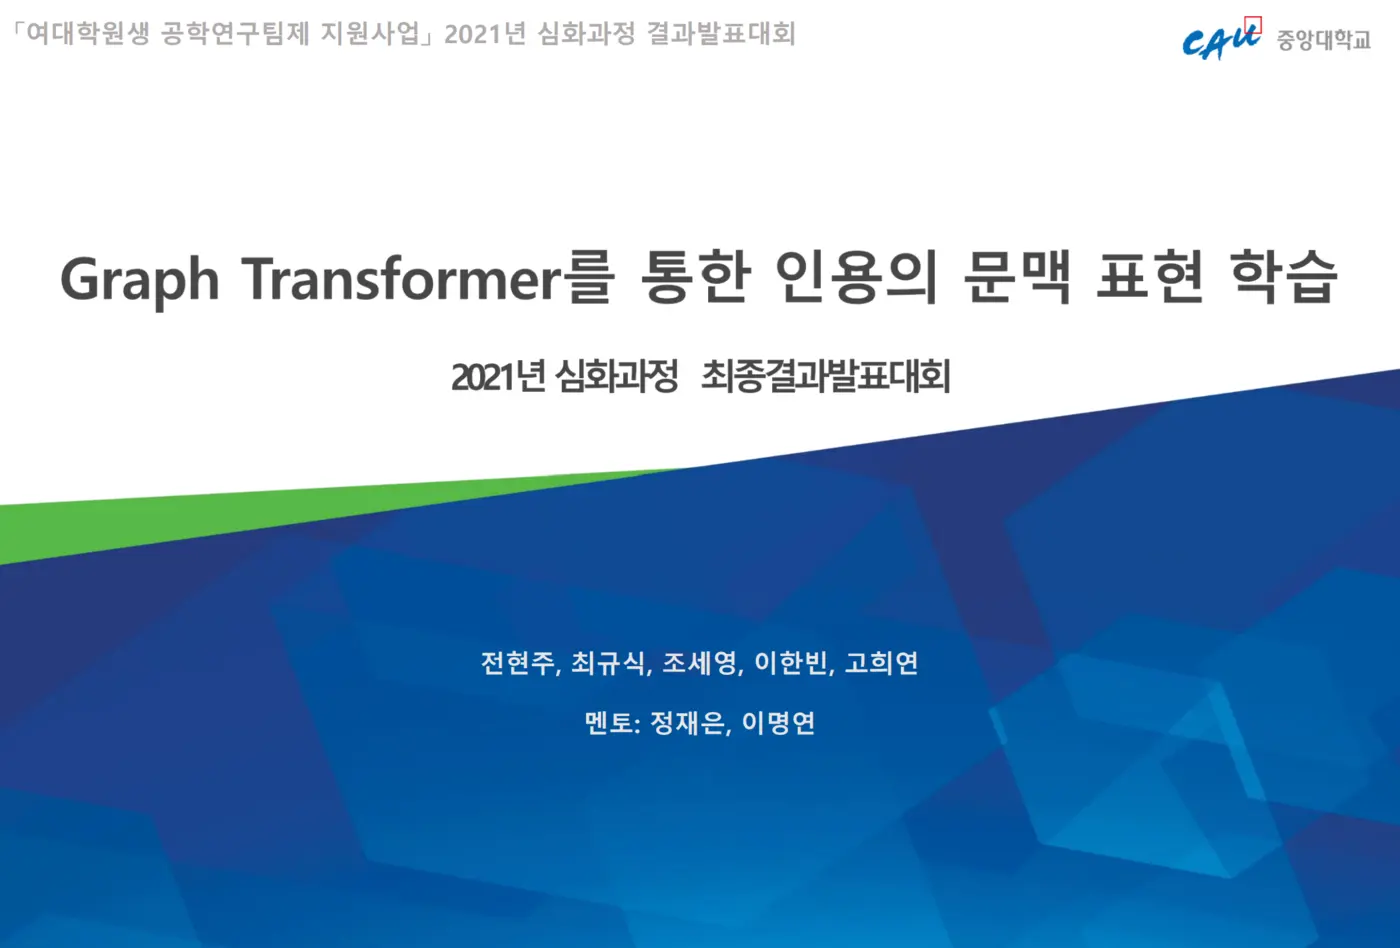 「여대학원생 공학연구팀제 지원사업」 2021년 심화과정 결과발표대회
CAU 중앙대학교
Graph Transformer를 통한 인용의 문맥 표현 학습
2021년 심화과정 최종결과발표대회
전현주, 최규식, 조세영, 이한빈, 고희연
멘토: 정재은, 이명연